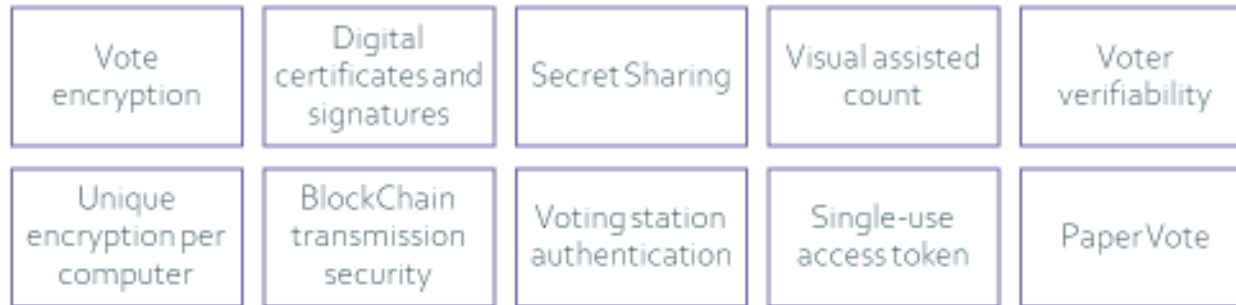 Vote
encryption
Digital
certificates and
signatures
Secret Sharing
Visual assisted
count
Voter
verifiability
Unique
encryption per
computer
BlockChain
transmission
security
Voting station
authentication
Single-use
access token
Paper Vote